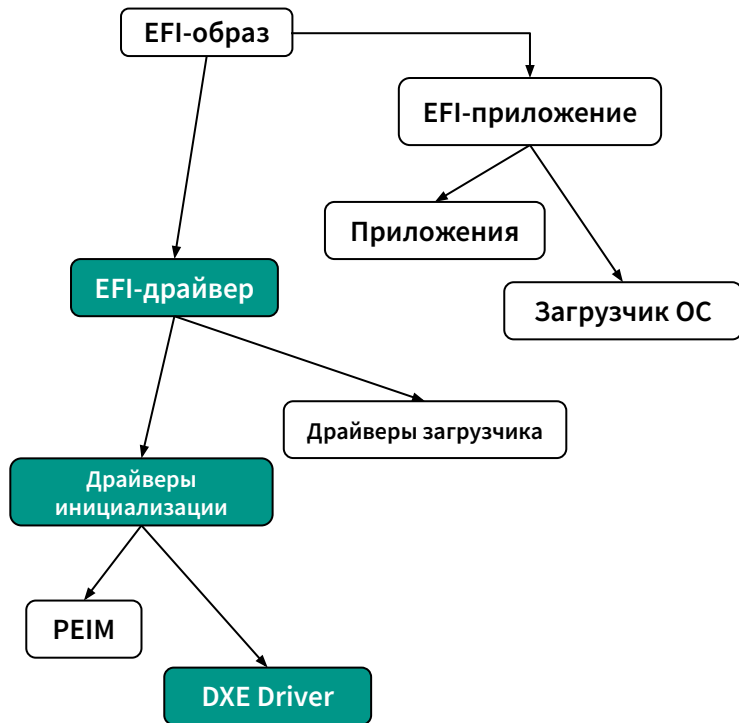 EFI-образ
EFI-приложение
Приложения
EFI-драйвер
Загрузчик ОС
Драйверы загрузчика
Драйверы
инициализации
PEIM
DXE Driver